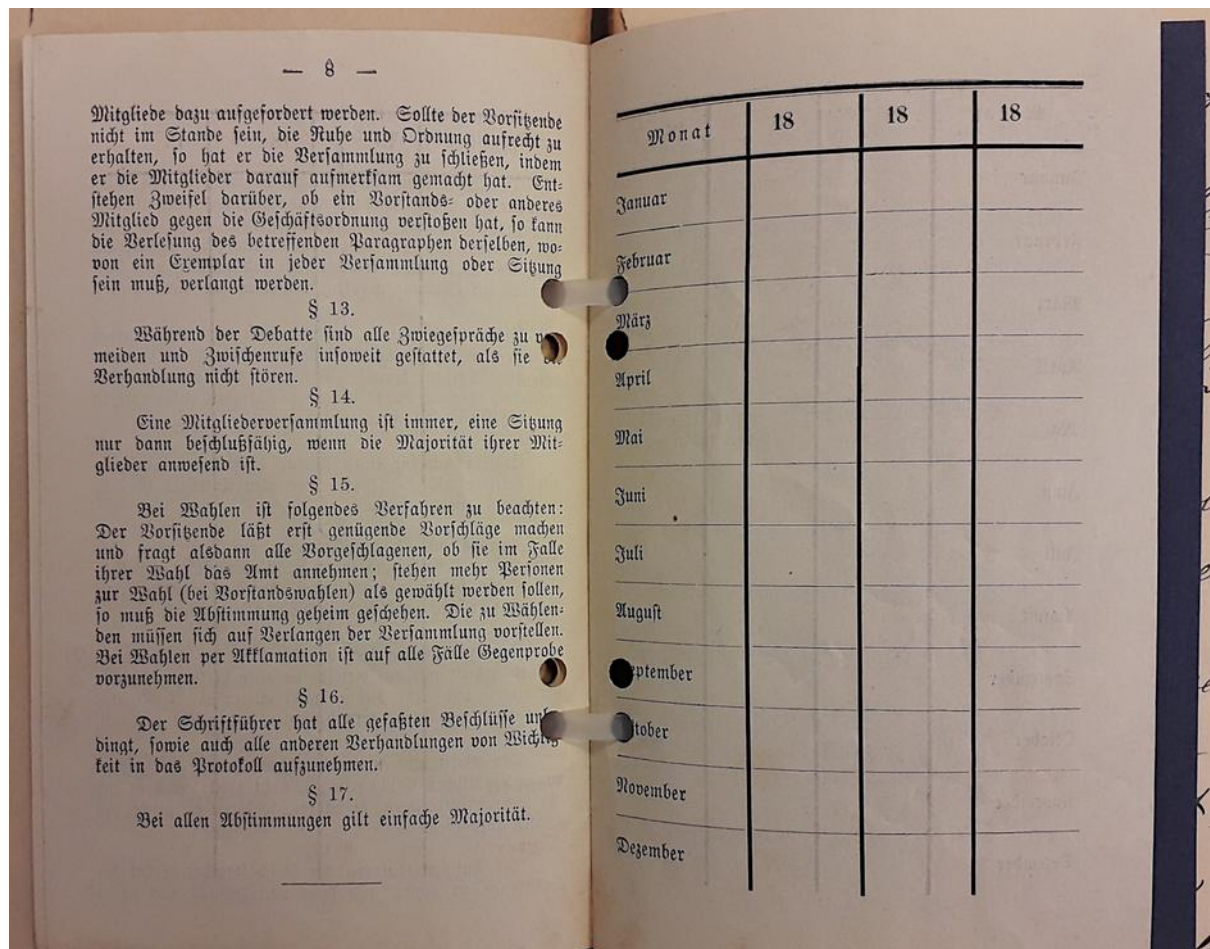 — 8 —
Mitgliede dazu aufgefordert werden. Sollte der Vorsitzende
nicht im Stande sein, die Ruhe und Ordnung aufrecht zu
erhalten, so hat er die Versammlung zu schließen, indem
er die Mitglieder darauf aufmerksam gemacht hat. Ent-
stehen Zweifel darüber, ob ein Vorstands- oder anderes
Mitglied gegen die Geschäftsordnung verstoßen hat, so kann
die Verlesung des betreffenden Paragraphen derselben, wo-
von ein Exemplar in jeder Versammlung oder Sitzung
sein muß, verlangt werden.
§ 13.
Während der Debatte sind alle Zwiegespräche zu
meiden und Zwischenrufe insoweit gestattet, als sie
Verhandlung nicht stören.
§ 14.
Eine Mitgliederversammlung ist immer, eine Sitzung
nur dann beschlußfähig, wenn die Majorität ihrer Mit-
glieder anwesend ist.
§ 15.
Bei Wahlen ist folgendes Verfahren zu beachten:
Der Vorsitzende läßt erst genügende Vorschläge machen
und fragt alsdann alle Vorgeschlagenen, ob sie im Falle
ihrer Wahl das Amt annehmen; stehen mehr Personen
zur Wahl (bei Vorstandswahlen) als gewählt werden sollen,
so muß die Abstimmung geheim geschehen. Die zu Wählen-
den müssen sich auf Verlangen der Versammlung vorstellen.
Bei Wahlen per Akklamation ist auf alle Fälle Gegenprobe
vorzunehmen.
§ 16.
Der Schriftführer hat alle gefaßten Beschlüsse
dingt, sowie auch alle anderen Verhandlungen von Wichtig-
keit in das Protokoll aufzunehmen.
§ 17.
Bei allen Abstimmungen gilt einfache Majorität.
Monat 18 18 18
Januar
Februar
März
April
Mai
Juni
Juli
August
September
Oktober
November
Dezember